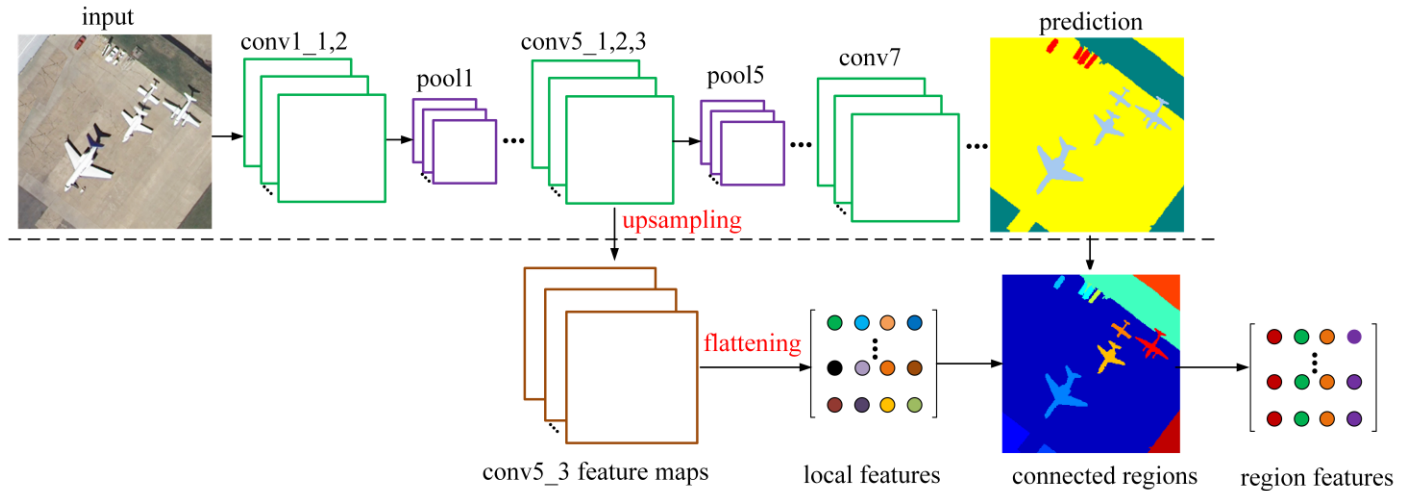 input
conv1_1,2
pool1
conv5_1,2,3
pool5
conv7
prediction
upsampling
flattening
conv5_3 feature maps
local features
connected regions
region features